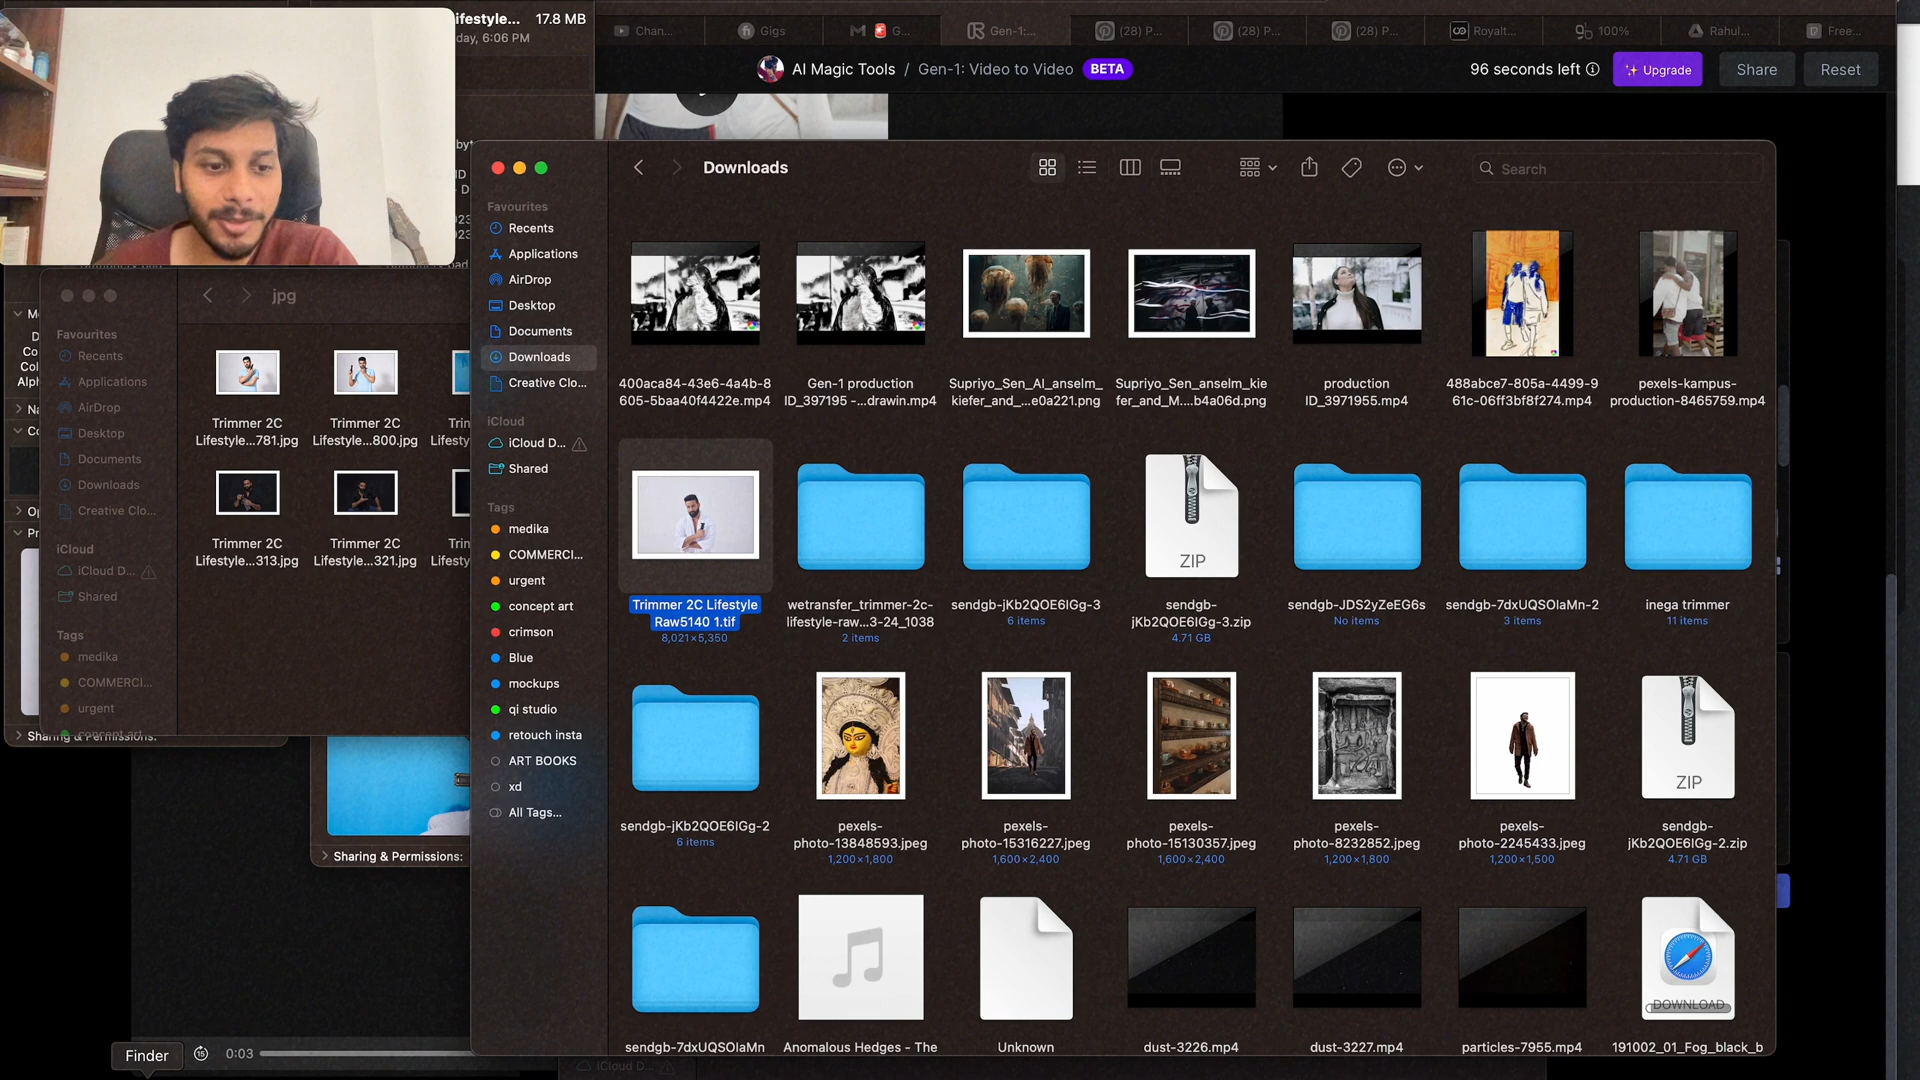 ifestyle... 17.8 MB
day, 6:06 PM
Chan...
Gigs
G...
Gen-1:...
(28) P...
(28) P...
(28) P...
Royalt...
100%
Rahul...
Free...
AI Magic Tools / Gen-1: Video to Video BETA
96 seconds left
Upgrade
Share
Reset
Downloads
Search
Favourites
Recents
Applications
AirDrop
Desktop
Documents
Downloads
Creative Clo...
iCloud
iCloud D...
Shared
Tags
medika
COMMERCI...
urgent
concept art
crimson
Blue
mockups
qi studio
retouch insta
ART BOOKS
xd
All Tags...
400aca84-43e6-4a4b-8
605-5baa40f4422e.mp4
Gen-1 production
ID_397195 -...drawin.mp4
Supriyo_Sen_AI_anselm_
kiefer_and_...e0a221.png
Supriyo_Sen_anselm_kie
fer_and_M....b4a06d.png
production
ID_3971955.mp4
488abce7-805a-4499-9
61c-06ff3bf8f274.mp4
pexels-kampus-
production-8465759.mp4
Trimmer 2C Lifestyle
Raw5140 1.tif
8,021×5,350
wetransfer_trimmer-2c-
lifestyle-raw...3-24_1038
2 items
sendgb-jKb2QOE6IGg-3
6 items
ZIP
sendgb-
jKb2QOE6IGg-3.zip
4.71 GB
sendgb-JDS2yZeEG6s
No items
sendgb-7dxUQSOlaMn-2
3 items
inega trimmer
11 items
sendgb-jKb2QOE6IGg-2
6 items
pexels-
photo-13848593.jpeg
1,200×1,800
pexels-
photo-15316227.jpeg
1,600×2,400
pexels-
photo-15130357.jpeg
1,600×2,400
pexels-
photo-8232852.jpeg
1,200×1,800
pexels-
photo-2245433.jpeg
1,200×1,500
ZIP
sendgb-
jKb2QOE6IGg-2.zip
4.71 GB
DOWNLOAD
sendgb-7dxUQSOlaMn
Anomalous Hedges - The
Unknown
dust-3226.mp4
dust-3227.mp4
particles-7955.mp4
191002_01_Fog_black_b
jpg
Favourites
Recents
Applications
AirDrop
Desktop
Documents
Downloads
Creative Clo...
iCloud
iCloud D...
Shared
Tags
medika
COMMERCI...
urgent
concept art
Trimmer 2C
Lifestyle...781.jpg
Trimmer 2C
Lifestyle...800.jpg
Trimmer 2C
Lifestyle...313.jpg
Trimmer 2C
Lifestyle...321.jpg
Sharing & Permissions:
Sharing & Permissions:
Finder
15
0:03
iCloud D...